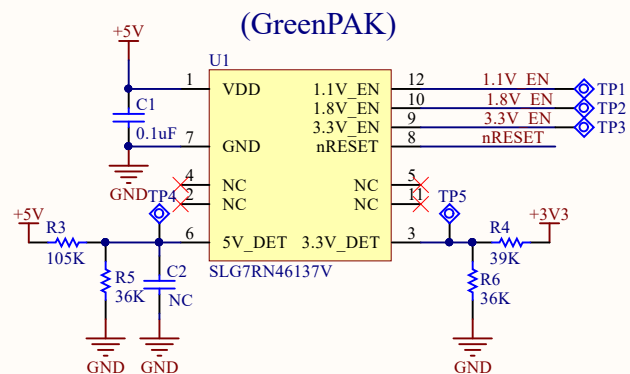 (GreenPAK)
+5V
U1
C1
0.1uF
GND
1 VDD
7 GND
4 NC
2 NC
6 5V_DET
1.1V_EN 12 1.1V_EN TP1
1.8V_EN 10 1.8V_EN TP2
3.3V_EN 9 3.3V_EN TP3
nRESET 8 nRESET
NC 5
NC 11
3.3V_DET 3
SLG7RN46137V
+5V
R3
105K
TP4
R5
36K
C2
NC
GND
GND
TP5
R4
39K
+3V3
R6
36K
GND